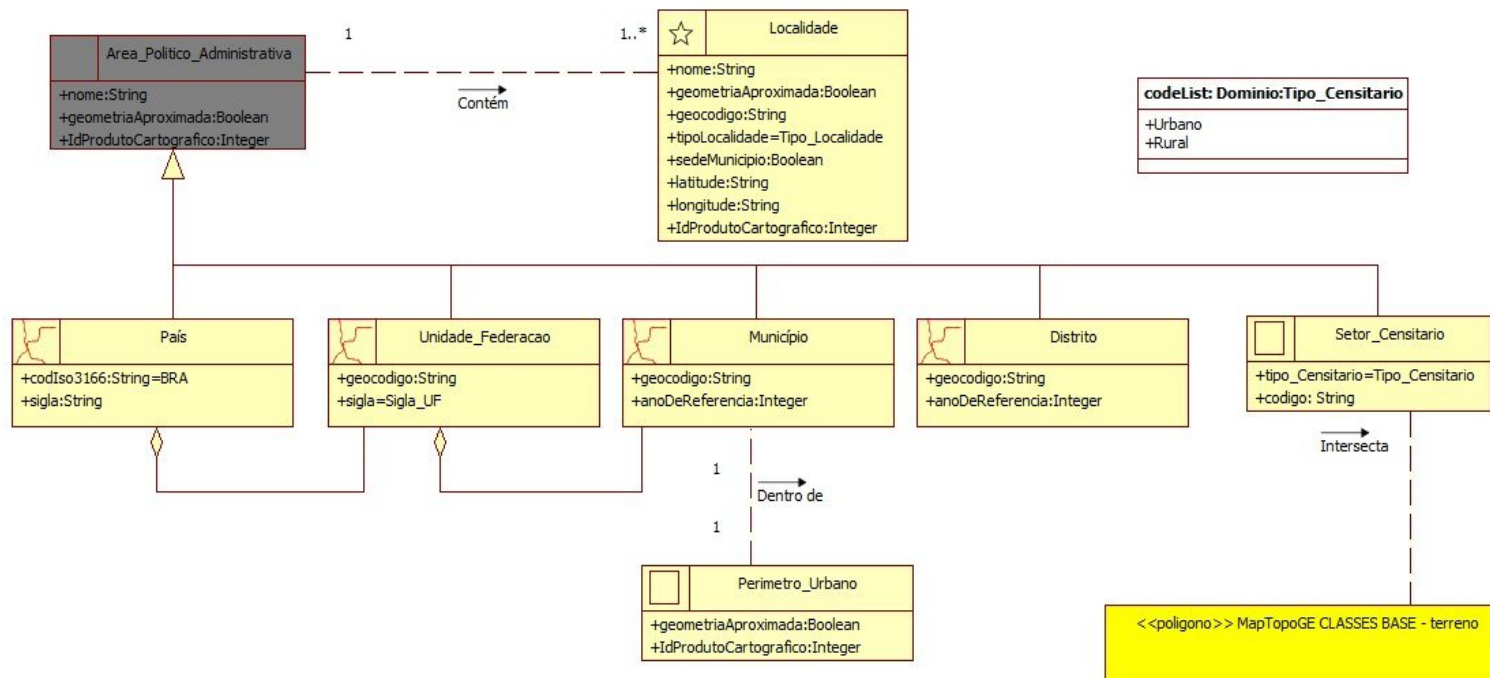 Area_Politico_Administrativa
+nome:String
+geometriaAproximada:Boolean
+IdProdutoCartografico:Integer
1
1..*
Contém
Localidade
+nome:String
+geometriaAproximada:Boolean
+geocodigo:String
+tipoLocalidade=Tipo_Localidade
+sedeMunicipio:Boolean
+latitude:String
+longitude:String
+IdProdutoCartografico:Integer
codeList: Dominio:Tipo_Censitario
+Urbano
+Rural
País
+codIso3166:String=BRA
+sigla:String
Unidade_Federacao
+geocodigo:String
+sigla=Sigla_UF
Município
+geocodigo:String
+anoDeReferencia:Integer
Distrito
+geocodigo:String
+anoDeReferencia:Integer
Setor_Censitario
+tipo_Censitario=Tipo_Censitario
+codigo: String
Intersecta
1
Dentro de
1
Perimetro_Urbano
+geometriaAproximada:Boolean
+IdProdutoCartografico:Integer
<<poligono>> MapTopoGE CLASSES BASE - terreno